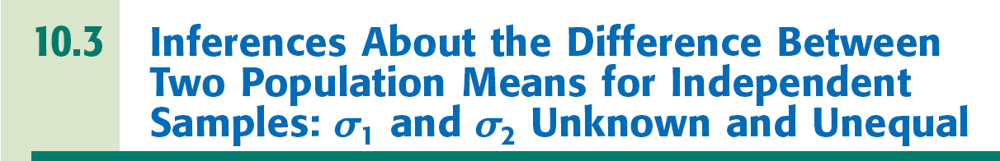 10.3 Inferences About the Difference Between
Two Population Means for Independent
Samples: σ₁ and σ₂ Unknown and Unequal